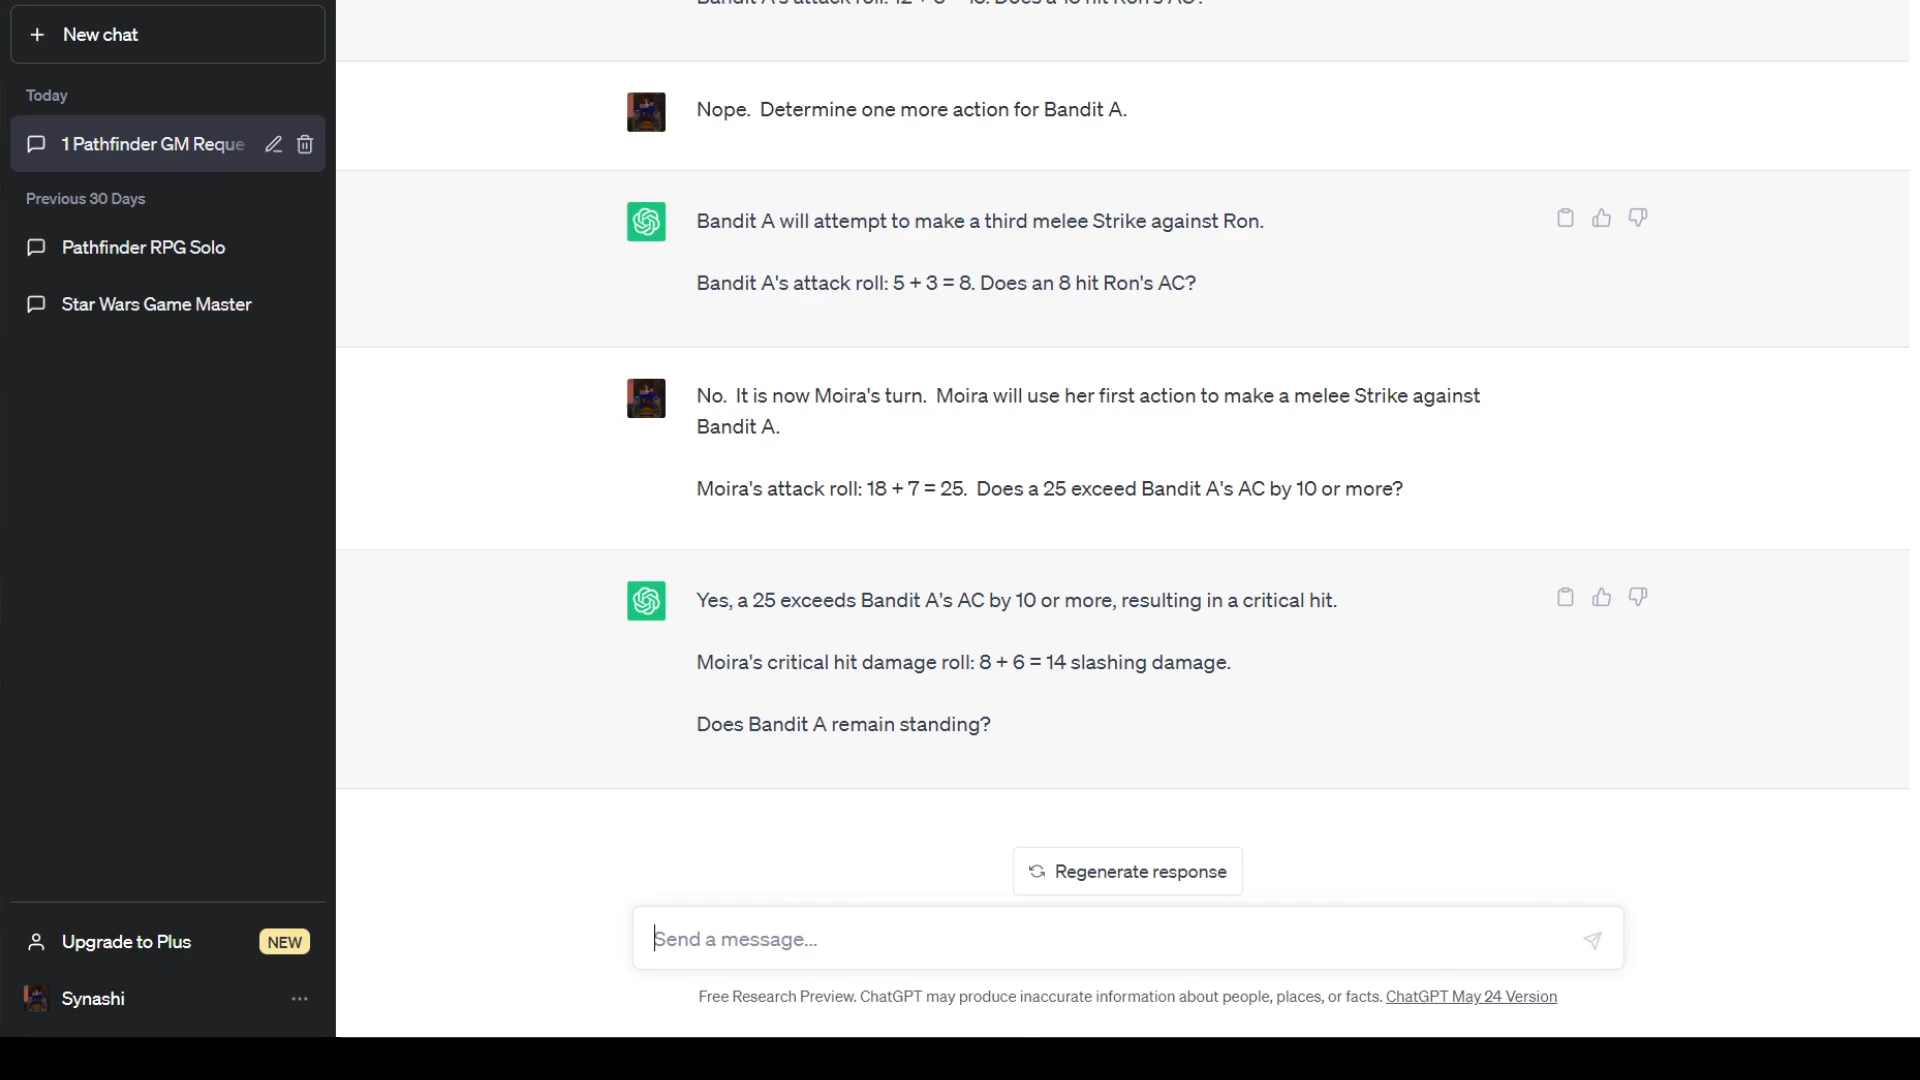 New chat
Today
1 Pathfinder GM Reque
Previous 30 Days
Pathfinder RPG Solo
Star Wars Game Master
Upgrade to Plus
NEW
Synashi
Nope.  Determine one more action for Bandit A.
Bandit A will attempt to make a third melee Strike against Ron.
Bandit A's attack roll: 5 + 3 = 8. Does an 8 hit Ron's AC?
No.  It is now Moira's turn.  Moira will use her first action to make a melee Strike against
Bandit A.
Moira's attack roll: 18 + 7 = 25.  Does a 25 exceed Bandit A's AC by 10 or more?
Yes, a 25 exceeds Bandit A's AC by 10 or more, resulting in a critical hit.
Moira's critical hit damage roll: 8 + 6 = 14 slashing damage.
Does Bandit A remain standing?
Regenerate response
Send a message...
Free Research Preview. ChatGPT may produce inaccurate information about people, places, or facts. ChatGPT May 24 Version